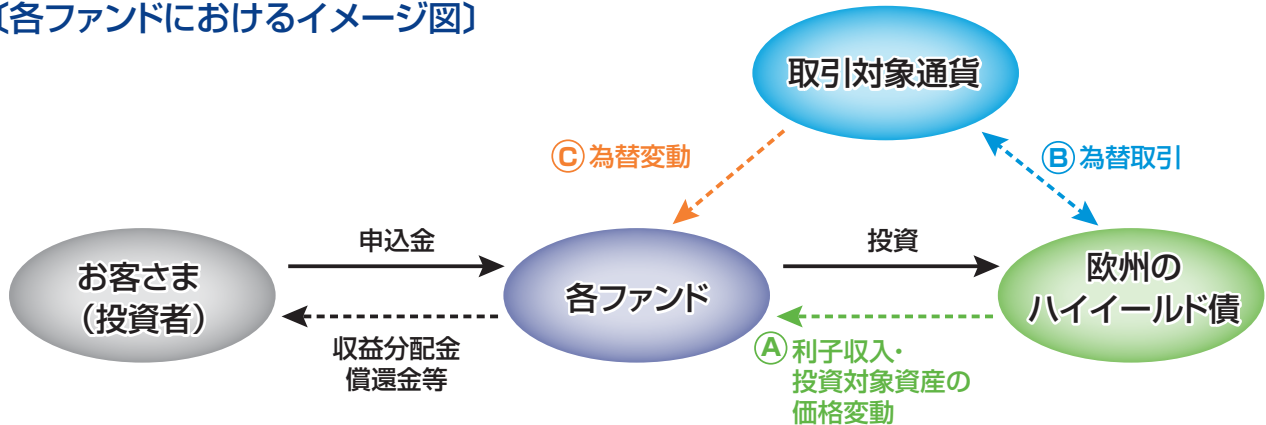 〔各ファンドにおけるイメージ図〕
取引対象通貨
Ⓒ為替変動
Ⓑ為替取引
申込金
投資
お客さま
（投資者）
各ファンド
欧州の
ハイイールド債
収益分配金
償還金等
Ⓐ利子収入・
投資対象資産の
価格変動